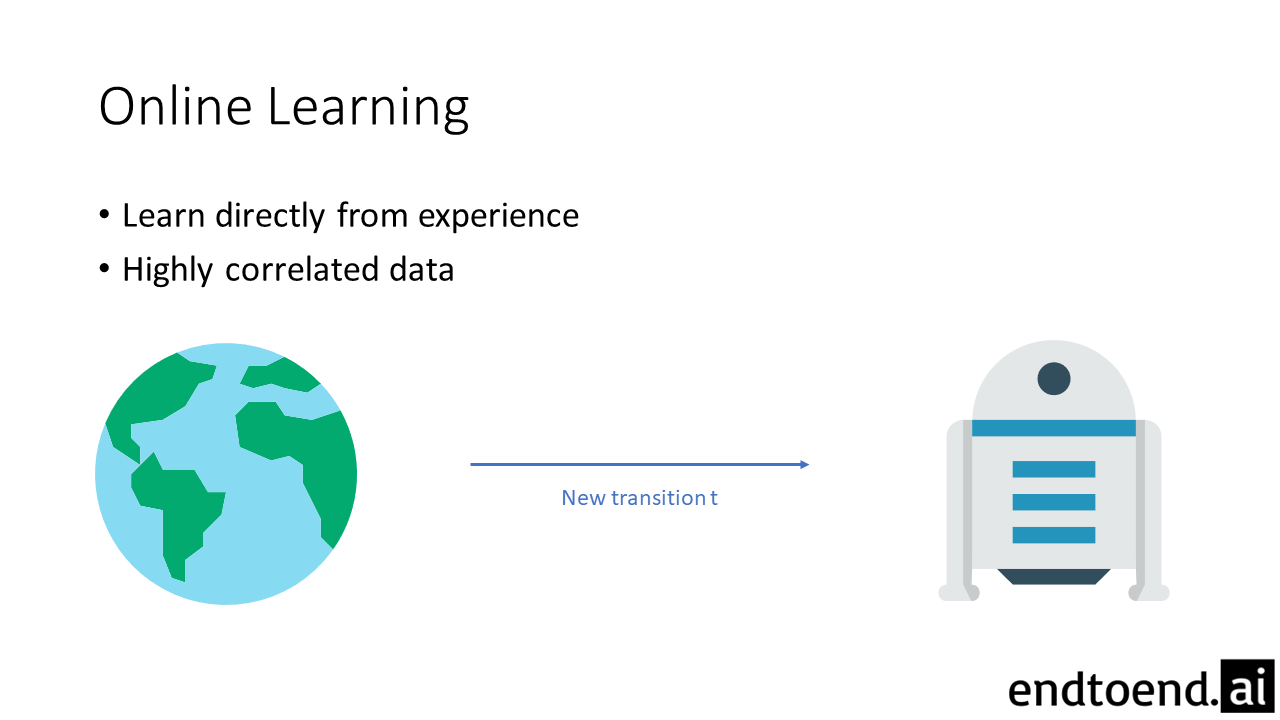 Online Learning
• Learn directly from experience
• Highly correlated data
New transition t
endtoend.ai